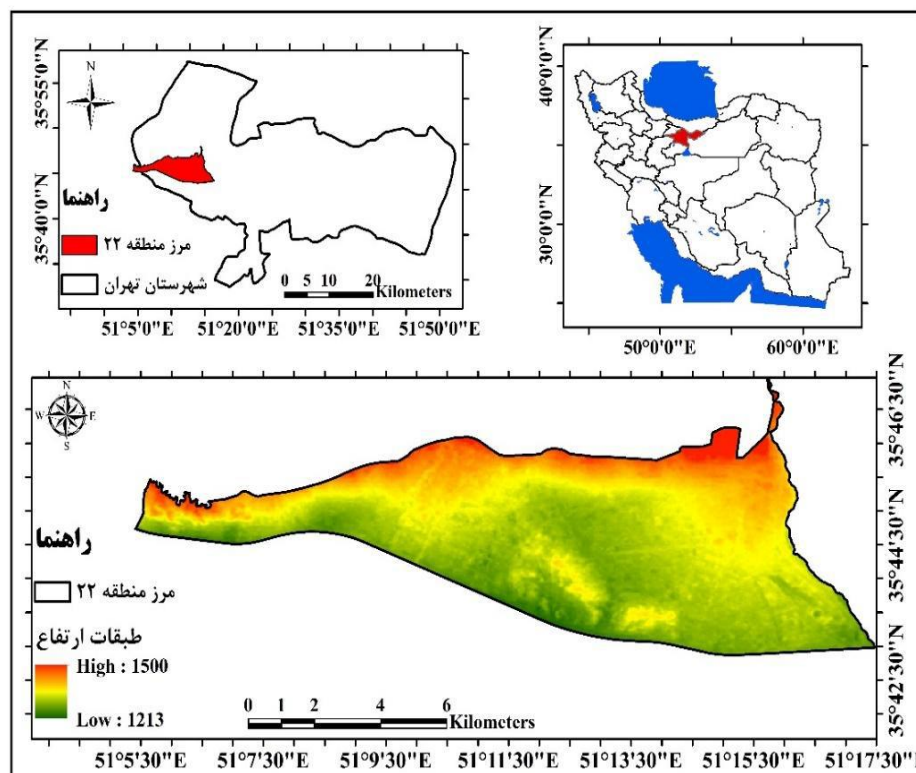 N
35°55'0"N
35°40'0"N
راهنما
مرز منطقه ۲۲
شهرستان تهران
0 5 10 20
Kilometers
51°5'0"E 51°20'0"E 51°35'0"E 51°50'0"E
40°0'0"N
30°0'0"N
50°0'0"E 60°0'0"E
N
W E
S
راهنما
مرز منطقه ۲۲
طبقات ارتفاع
High : 1500
Low : 1213
0 1 2 4 6
Kilometers
35°46'30"N
35°44'30"N
35°42'30"N
51°5'30"E 51°7'30"E 51°9'30"E 51°11'30"E 51°13'30"E 51°15'30"E 51°17'30"E